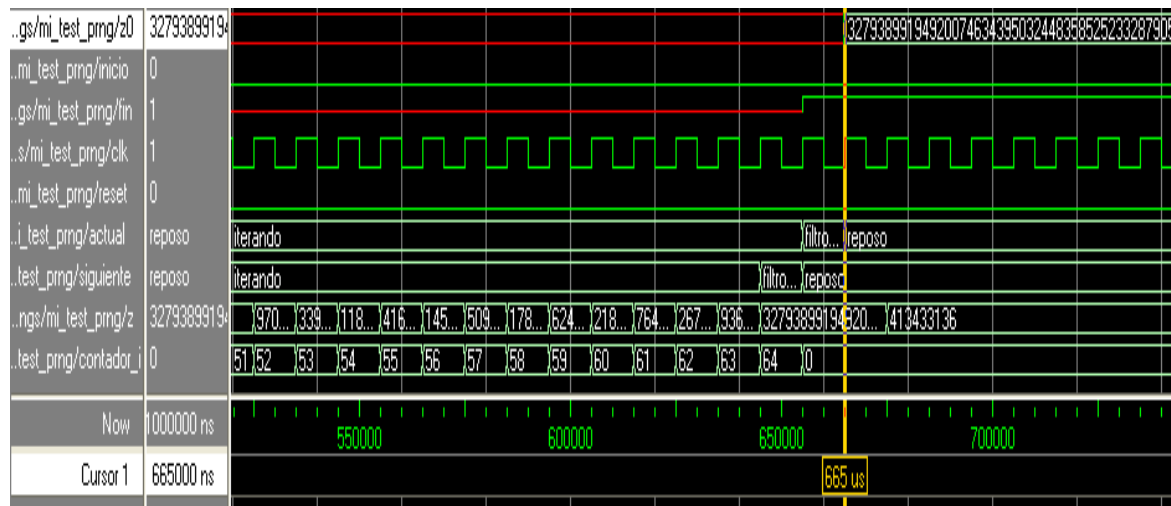 ..gs/mi_test_prng/z0 32793899194 3279389919492007463439503244835852523328790
..mi_test_prng/inicio 0
..gs/mi_test_prng/fin 1
..s/mi_test_prng/clk 1
..mi_test_prng/reset 0
..i_test_prng/actual reposo iterando filtro... reposo
..test_prng/siguiente reposo iterando filtro... reposo
..ngs/mi_test_prng/z 32793899194 970... 339... 118... 416... 145... 509... 178... 624... 218... 764... 267... 936... 32793899194920... 413433136
..test_prng/contador_i 0 51 52 53 54 55 56 57 58 59 60 61 62 63 64 0
Now 1000000 ns 550000 600000 650000 700000
Cursor 1 665000 ns 665 us